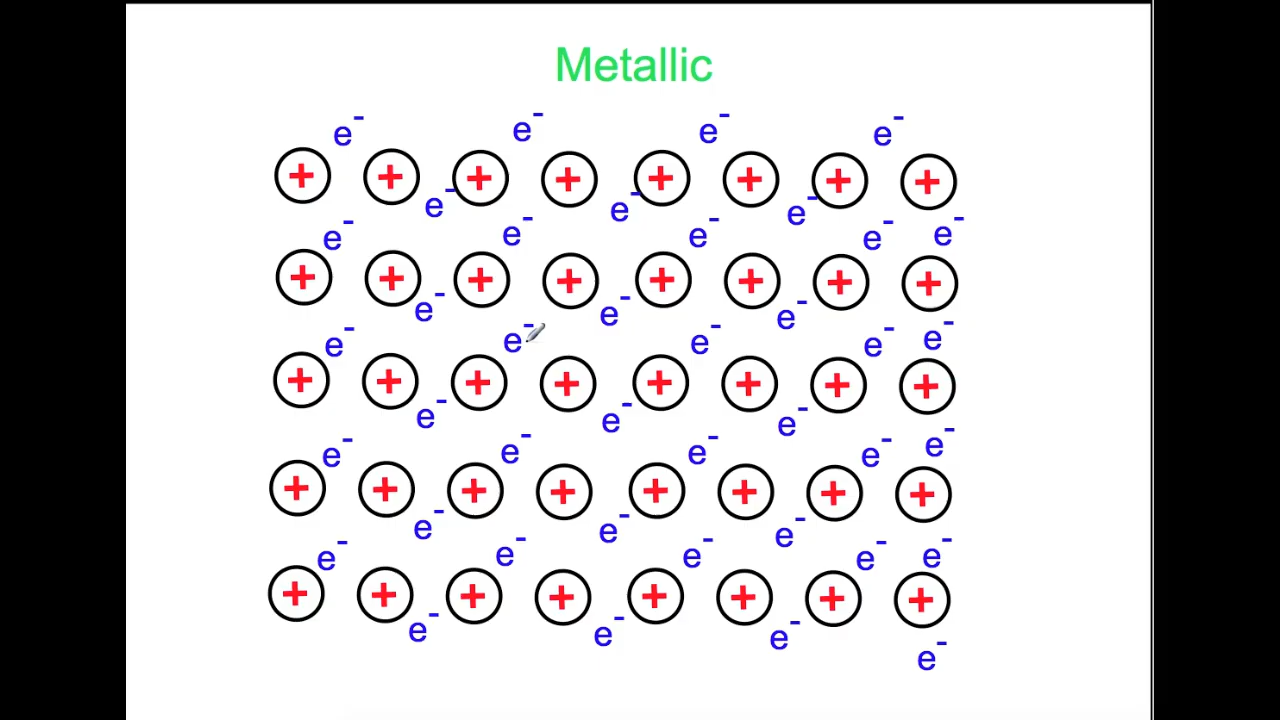 Metallic
e⁻ e⁻ e⁻ e⁻
+ + + + + + + +
e⁻ e⁻ e⁻
e⁻ e⁻ e⁻ e⁻ e⁻
+ + + + + + + +
e⁻ e⁻ e⁻
e⁻ e⁻ e⁻ e⁻ e⁻
+ + + + + + + +
e⁻ e⁻ e⁻
e⁻ e⁻ e⁻ e⁻ e⁻
+ + + + + + + +
e⁻ e⁻ e⁻
e⁻ e⁻ e⁻ e⁻ e⁻
+ + + + + + + +
e⁻ e⁻ e⁻
e⁻